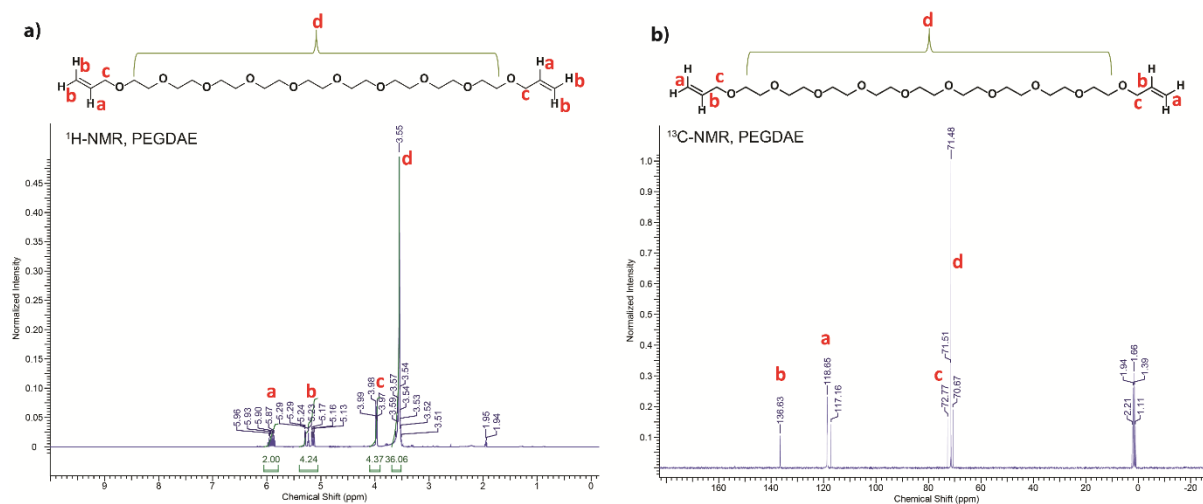 a)
d
b
H
c
H
b
H
a
O
O
O
O
O
O
O
O
O
a
H
H
b
c
H
b
¹H-NMR, PEGDAE
3.55
d
a
b
c
5.96
5.93
5.90
5.87
5.29
5.29
5.24
5.23
5.17
5.16
5.13
3.99
3.98
3.97
3.59
3.57
3.54
3.54
3.53
3.52
3.51
1.95
1.94
2.00
4.24
4.37
36.06
Normalized Intensity
0.45
0.40
0.35
0.30
0.25
0.20
0.15
0.10
0.05
0
9
8
7
6
5
4
3
2
1
0
Chemical Shift (ppm)
b)
d
a
H
c
H
b
H
O
O
O
O
O
O
O
O
O
b
H
H
a
c
H
¹³C-NMR, PEGDAE
71.48
d
b
a
c
136.63
118.65
117.16
72.77
71.51
70.67
2.21
1.94
1.66
1.39
1.11
Normalized Intensity
1.0
0.9
0.8
0.7
0.6
0.5
0.4
0.3
0.2
0.1
160
140
120
100
80
60
40
20
0
-20
Chemical Shift (ppm)